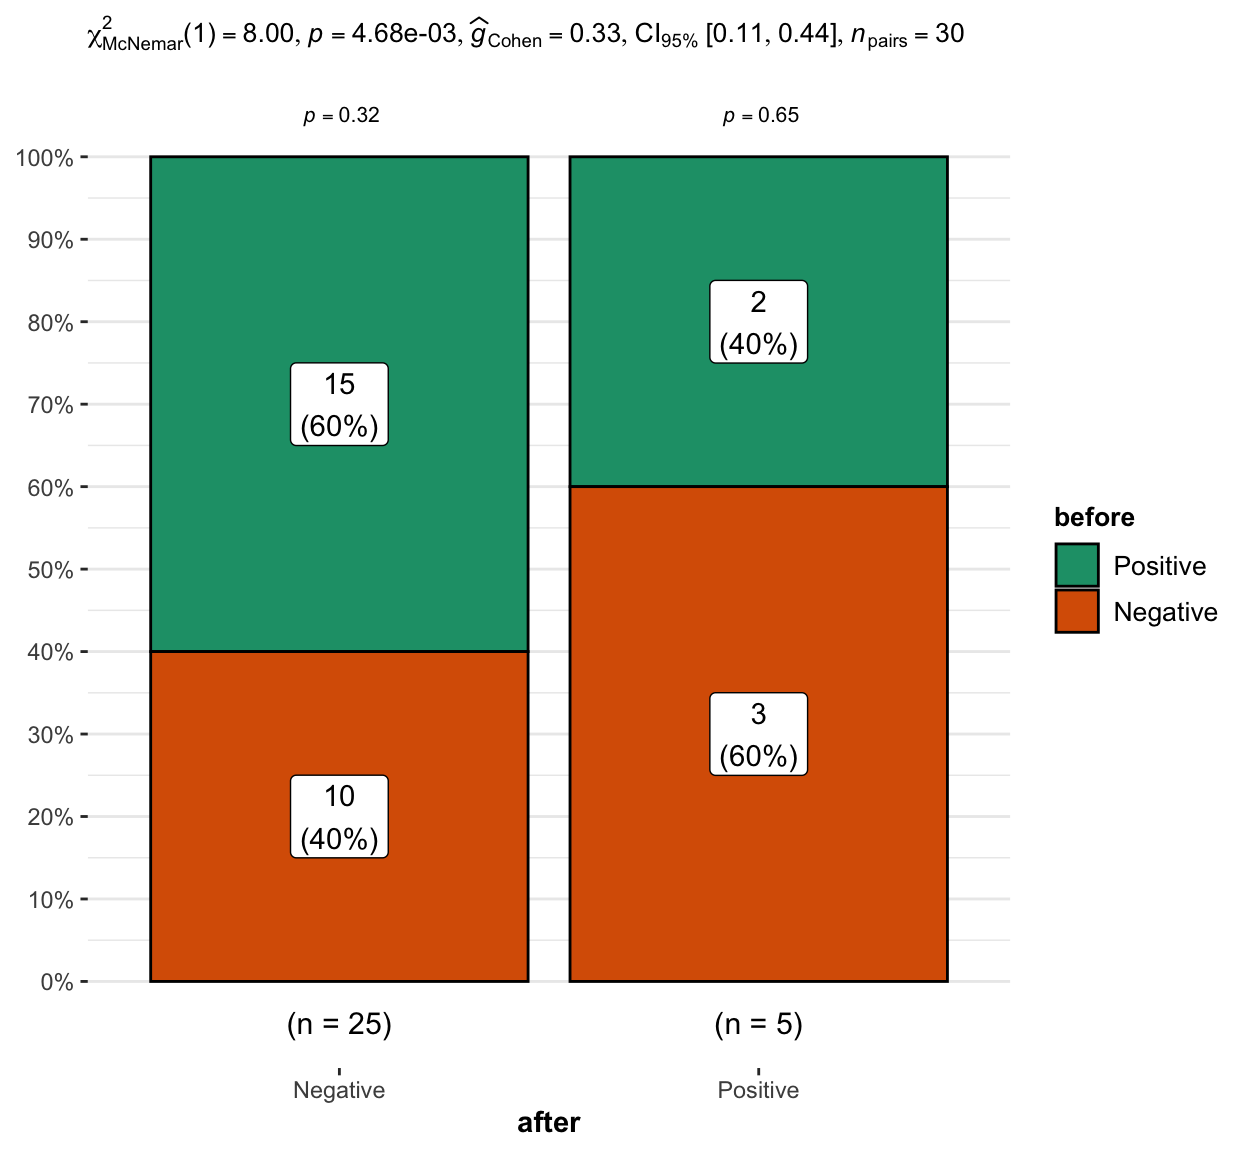 χ²McNemar(1) = 8.00, p = 4.68e-03, ĝCohen = 0.33, CI95% [0.11, 0.44], npairs = 30
p = 0.32
p = 0.65
100%
90%
80%
70%
60%
50%
40%
30%
20%
10%
0%
15
(60%)
10
(40%)
2
(40%)
3
(60%)
(n = 25)
(n = 5)
Negative
Positive
after
before
Positive
Negative